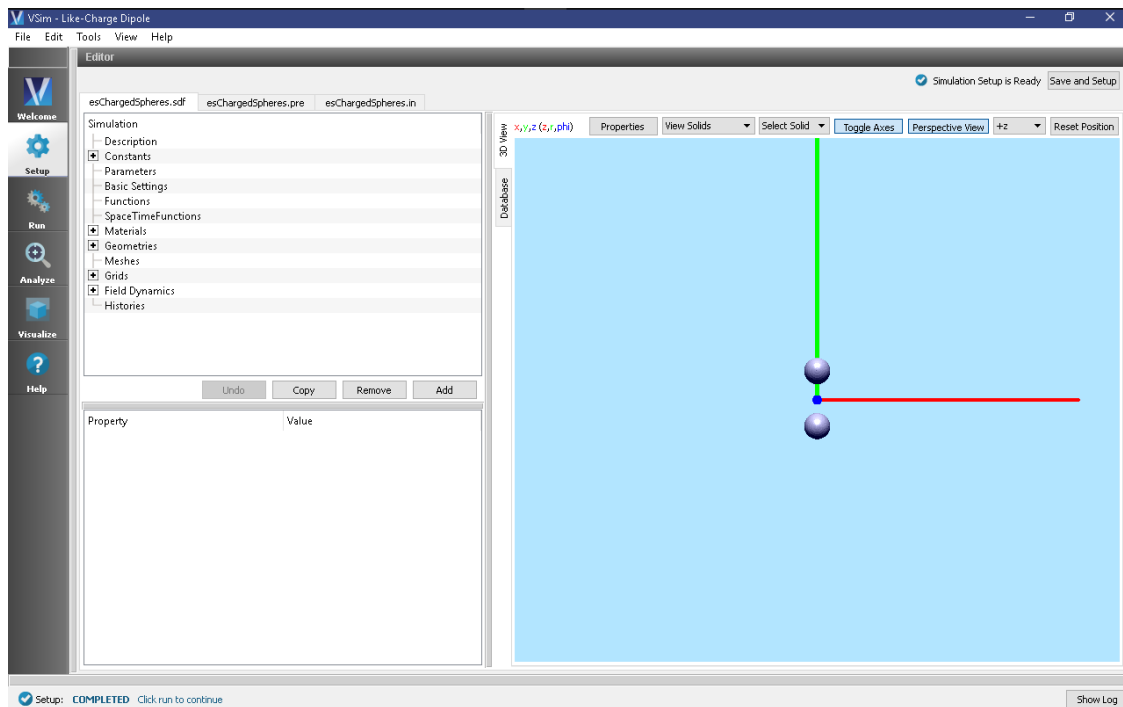 VSim - Like-Charge Dipole
File Edit Tools View Help
Editor
Simulation Setup is Ready Save and Setup
esChargedSpheres.sdf esChargedSpheres.pre esChargedSpheres.in
Welcome
Setup
Run
Analyze
Visualize
Help
Simulation
Description
Constants
Parameters
Basic Settings
Functions
SpaceTimeFunctions
Materials
Geometries
Meshes
Grids
Field Dynamics
Histories
Undo Copy Remove Add
Property Value
3D View
Database
x,y,z (z,r,phi) Properties View Solids Select Solid Toggle Axes Perspective View +z Reset Position
Setup: COMPLETED Click run to continue
Show Log